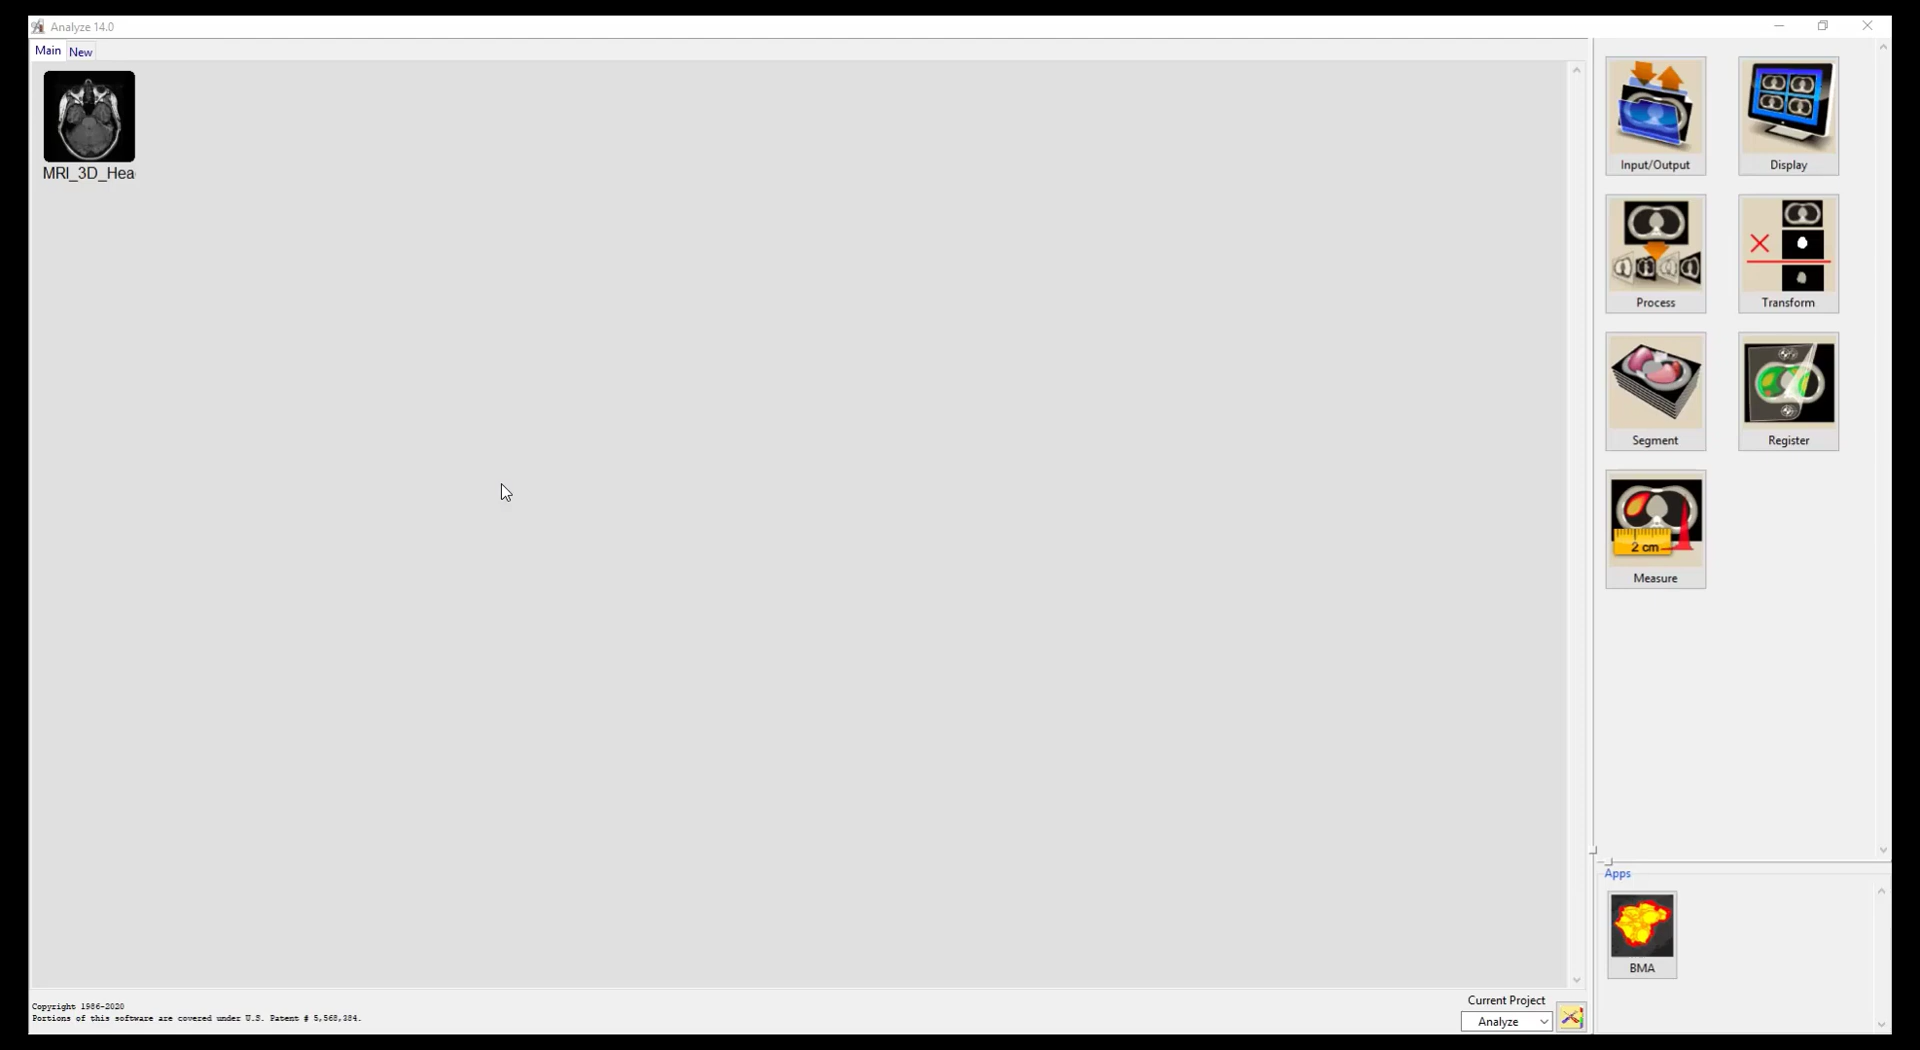 Analyze 14.0
Main New
MRI_3D_Hea
Input/Output
Display
Process
Transform
Segment
Register
2 cm
Measure
Apps
BMA
Current Project
Analyze
Copyright 1986-2020
Portions of this software are covered under U.S. Patent # 5,568,384.